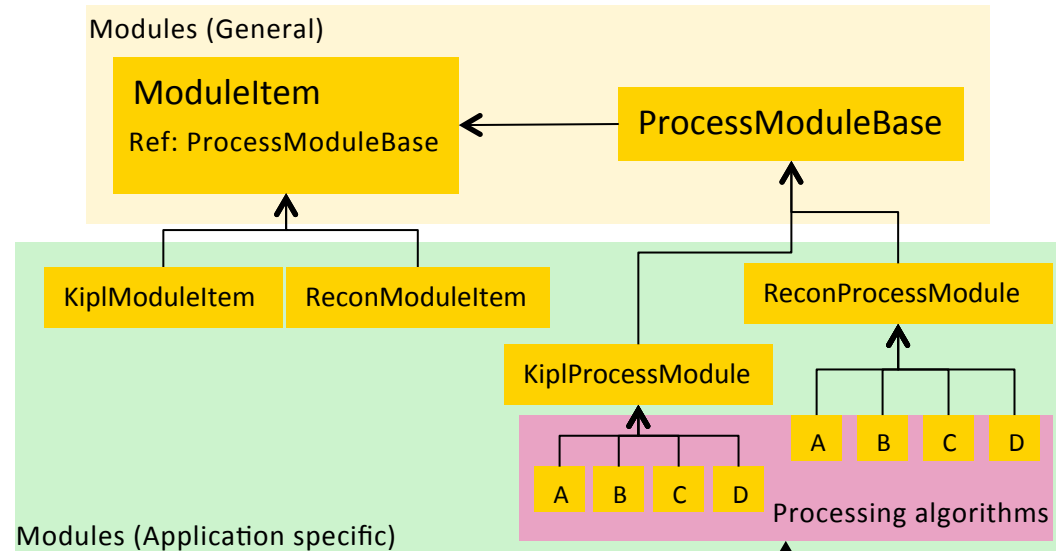 Modules (General)
ModuleItem
Ref: ProcessModuleBase
ProcessModuleBase
KiplModuleItem
ReconModuleItem
ReconProcessModule
KiplProcessModule
A B C D
A B C D
Processing algorithms
Modules (Application specific)